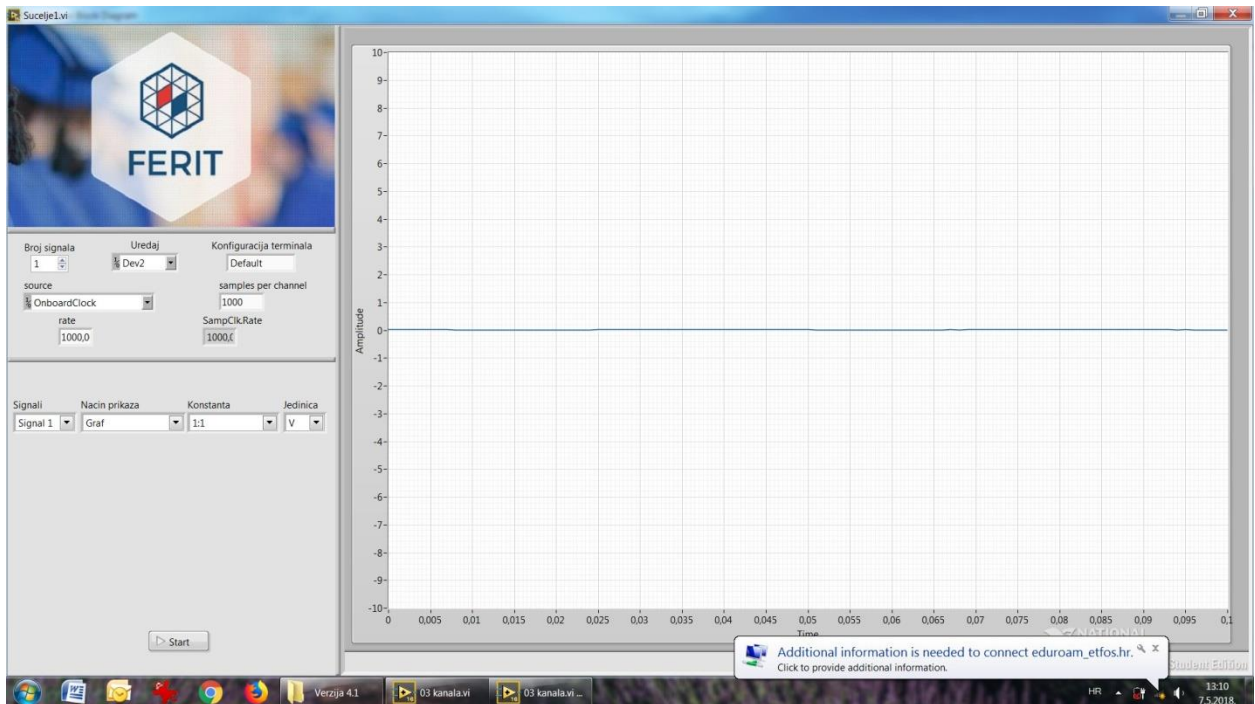 Sucelje1.vi
FERIT
Broj signala Uredaj Konfiguracija terminala
1 Dev2 Default
source samples per channel
OnboardClock 1000
rate SampClk.Rate
1000,0 1000,(
Signali Nacin prikaza Konstanta Jedinica
Signal 1 Graf 1:1 V
Start
10
9
8
7
6
5
4
3
2
1
0
-1
-2
-3
-4
-5
-6
-7
-8
-9
-10
Amplitude
0 0,005 0,01 0,015 0,02 0,025 0,03 0,035 0,04 0,045 0,05 0,055 0,06 0,065 0,07 0,075 0,08 0,085 0,09 0,095 0,1
Time
NATIONAL
Student Edition
Additional information is needed to connect eduroam_etfos.hr.
Click to provide additional information.
Verzija 4.1 03 kanala.vi 03 kanala.vi ... HR 13:10
7.5.2018.